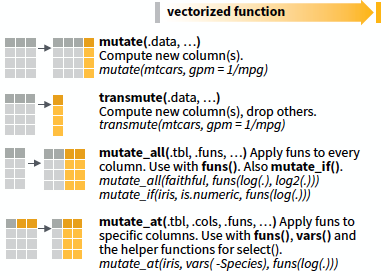 vectorized function
mutate(.data, …)
Compute new column(s).
mutate(mtcars, gpm = 1/mpg)
transmute(.data, …)
Compute new column(s), drop others.
transmute(mtcars, gpm = 1/mpg)
mutate_all(.tbl, .funs, …) Apply funs to every
column. Use with funs(). Also mutate_if().
mutate_all(faithful, funs(log(.), log2(.)))
mutate_if(iris, is.numeric, funs(log(.)))
mutate_at(.tbl, .cols, .funs, …) Apply funs to
specific columns. Use with funs(), vars() and
the helper functions for select().
mutate_at(iris, vars( -Species), funs(log(.)))